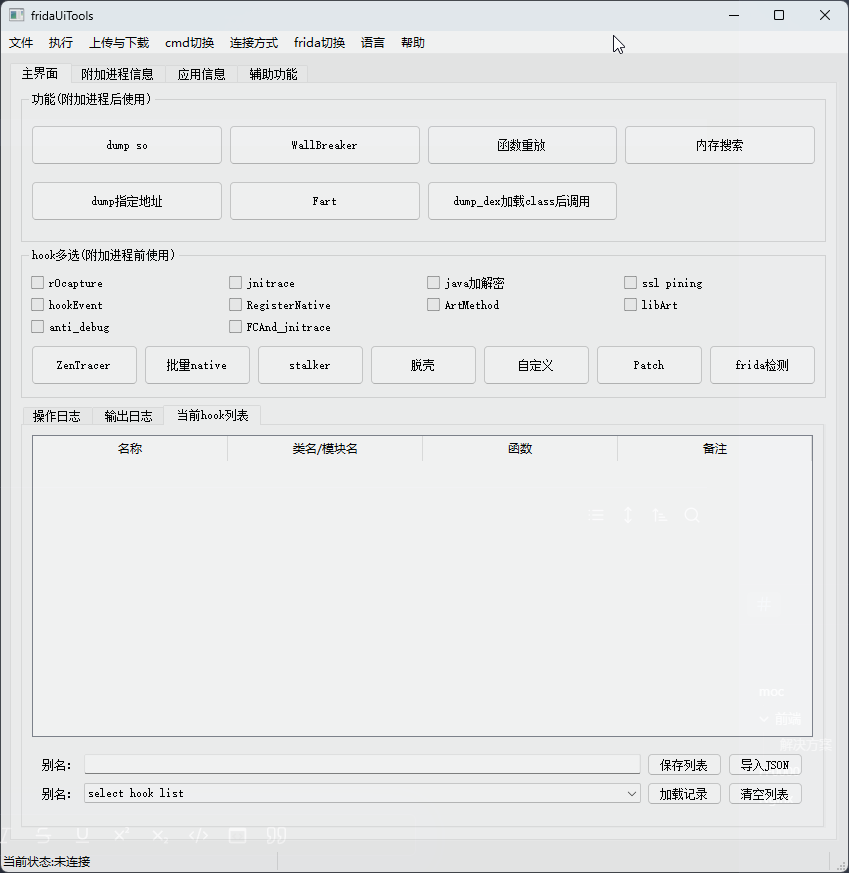 fridaUiTools
文件 执行 上传与下载 cmd切换 连接方式 frida切换 语言 帮助
主界面 附加进程信息 应用信息 辅助功能
功能(附加进程后使用)
dump so WallBreaker 函数重放 内存搜索
dump指定地址 Fart dump_dex加载class后调用
hook多选(附加进程前使用)
r0capture jnitrace java加解密 ssl pining
hookEvent RegisterNative ArtMethod libArt
anti_debug FCAnd_jnitrace
ZenTracer 批量native stalker 脱壳 自定义 Patch frida检测
操作日志 输出日志 当前hook列表
名称 类名/模块名 函数 备注
moc
前端
解决方案
别名: 保存列表 导入JSON
别名: select hook list 加载记录 清空列表
当前状态:未连接